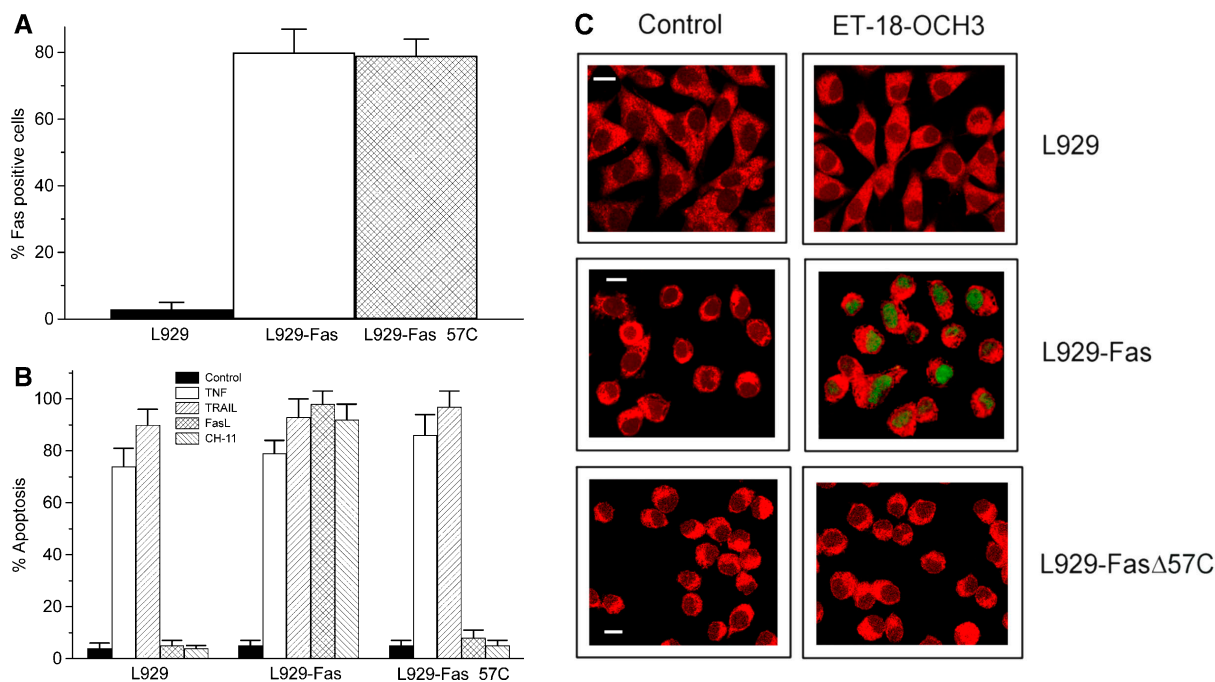 A
% Fas positive cells
80
60
40
20
0
L929
L929-Fas
L929-Fas 57C
B
% Apoptosis
100
80
60
40
20
0
Control
TNF
TRAIL
FasL
CH-11
L929
L929-Fas
L929-Fas 57C
C
Control
ET-18-OCH3
L929
L929-Fas
L929-FasΔ57C